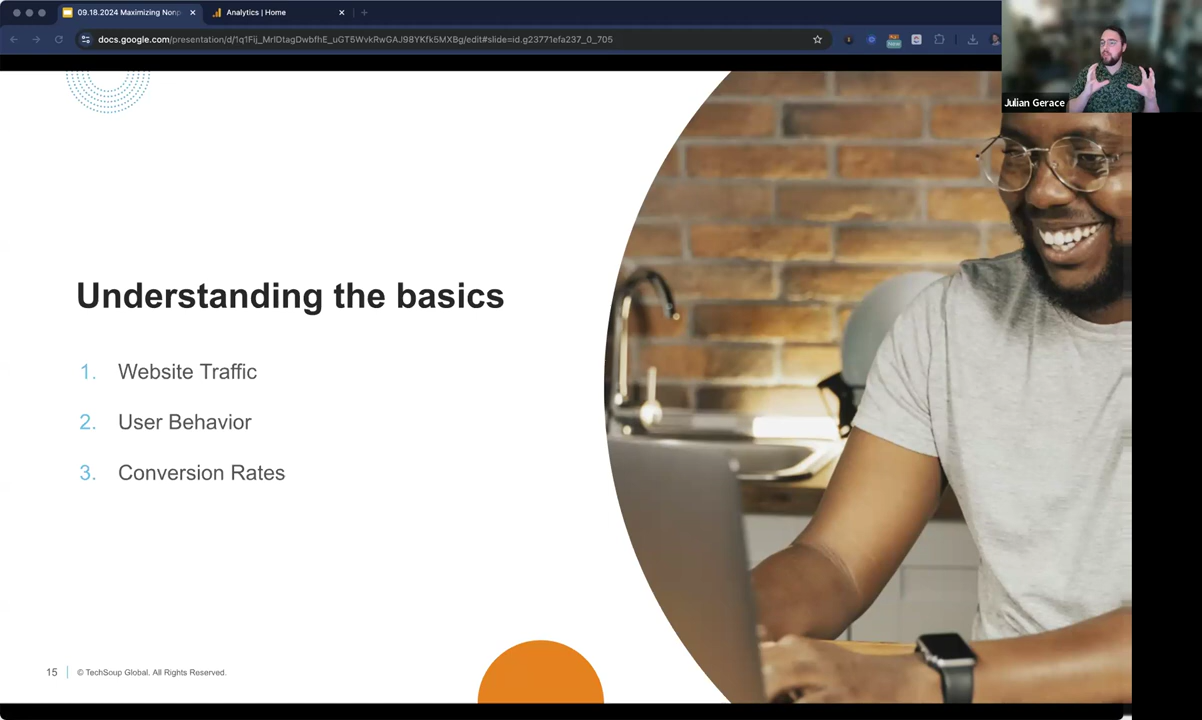 09.18.2024 Maximizing Nonp
Analytics | Home
docs.google.com/presentation/d/1q1Fij_MrIDtagDwbfhE_uGT5WvkRwGAJ98YKfk5MXBg/edit#slide=id.g23771efa237_0_705
Julian Gerace
Understanding the basics
1. Website Traffic
2. User Behavior
3. Conversion Rates
15
© TechSoup Global. All Rights Reserved.